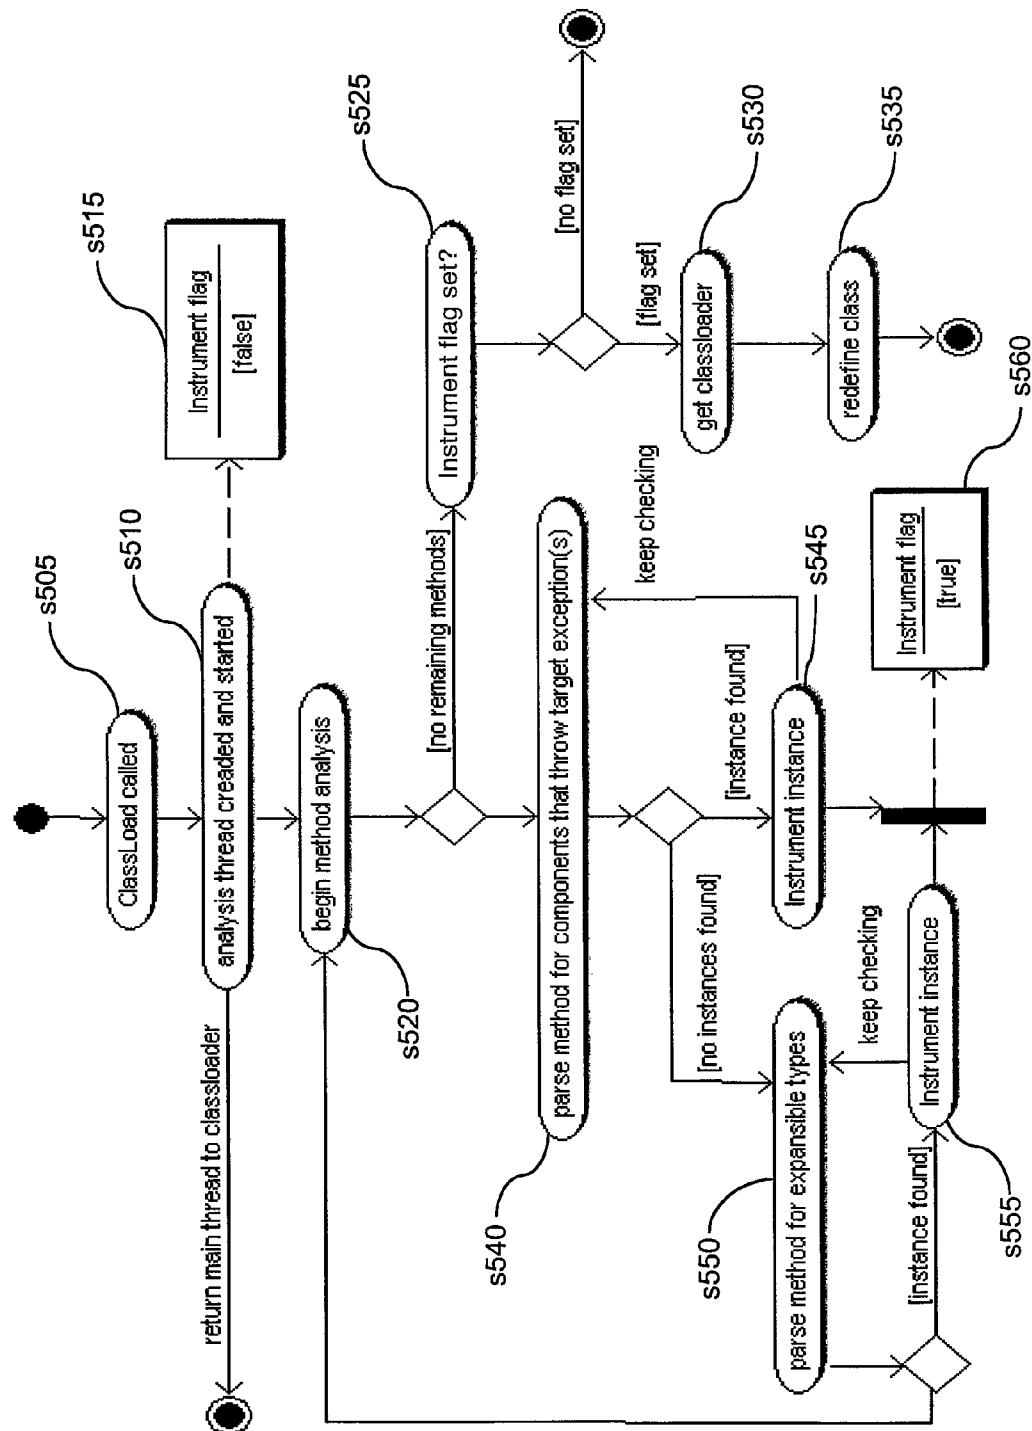 s505
ClassLoad called
s510
analysis thread creaded and started
return main thread to classloader
s515
Instrument flag
[false]
begin method analysis
s520
[no remaining methods]
s525
Instrument flag set?
[no flag set]
[flag set]
s530
get classloader
s535
redefine class
parse method for components that throw target exception(s)
s540
keep checking
[instance found]
[no instances found]
s545
Instrument instance
s550
parse method for expansible types
keep checking
[instance found]
Instrument instance
s555
s560
Instrument flag
[true]